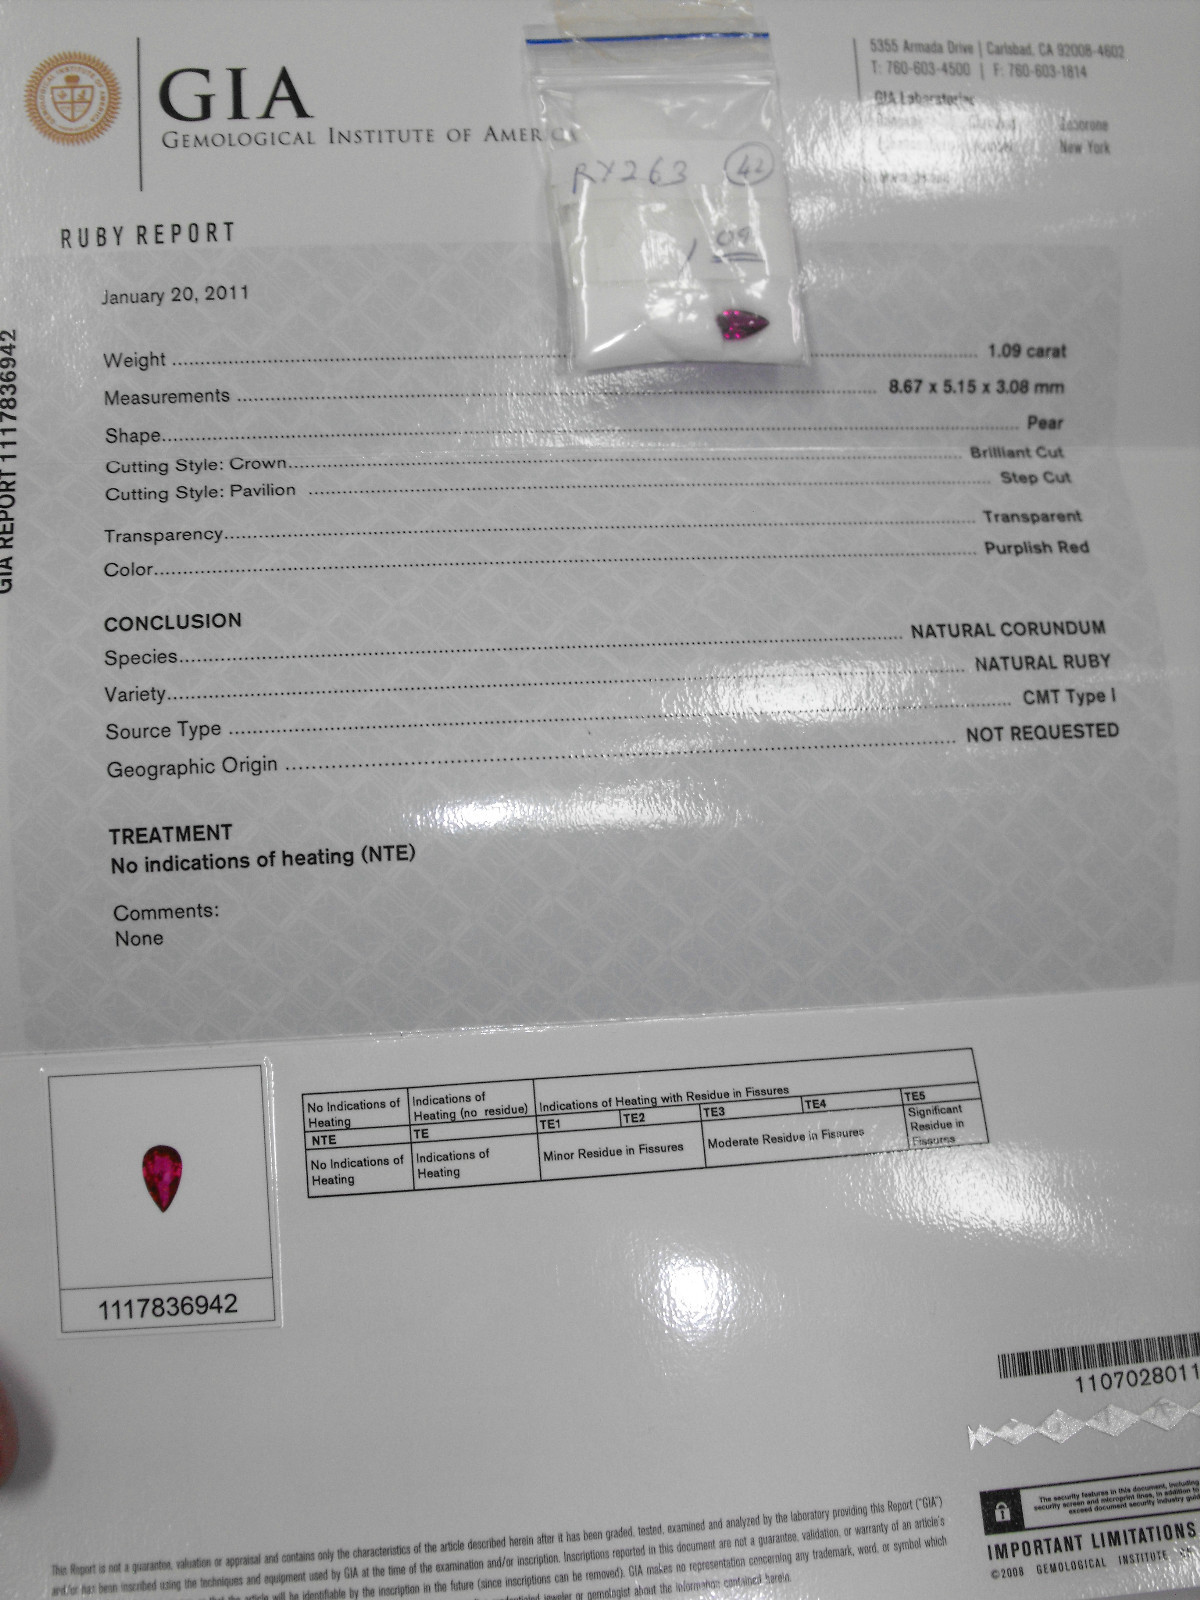 GIA
GEMOLOGICAL INSTITUTE OF AMERICA
5355 Armada Drive | Carlsbad, CA 92008-4602
T: 760-603-4500 | F: 760-603-1814
GIA Laboratories
Gaborone
New York
RY263 42
1.09
RUBY REPORT
January 20, 2011
GIA REPORT 1117836942
Weight ........ 1.09 carat
Measurements ........ 8.67 x 5.15 x 3.08 mm
Shape........ Pear
Cutting Style: Crown........ Brilliant Cut
Cutting Style: Pavilion ........ Step Cut
Transparency........ Transparent
Color........ Purplish Red
CONCLUSION
Species........ NATURAL CORUNDUM
Variety........ NATURAL RUBY
Source Type ........ CMT Type I
Geographic Origin ........ NOT REQUESTED
TREATMENT
No indications of heating (NTE)
Comments:
None
No Indications of Heating
Indications of Heating (no residue)
Indications of Heating with Residue in Fissures
NTE TE TE1 TE2 TE3 TE4 TE5
No Indications of Heating
Indications of Heating
Minor Residue in Fissures
Moderate Residue in Fissures
Significant Residue in Fissures
1117836942
1107028011
The security features in this document, including
security screen and microprint lines, in addition to
exceed document security industry guid
IMPORTANT LIMITATIONS
©2008 GEMOLOGICAL INSTITUTE
This Report is not a guarantee, valuation or appraisal and contains only the characteristics of the article described herein after it has been graded, tested, examined and analyzed by the laboratory providing this Report ("GIA")
and/or has been inscribed using the techniques and equipment used by GIA at the time of the examination and/or inscription. Inscriptions reported in this document are not a guarantee, validation, or warranty of an article's
the article will be identifiable by the inscription in the future (since inscriptions can be removed). GIA makes no representation concerning any trademark, word, or symbol which
jeweler or gemologist about the information contained herein.